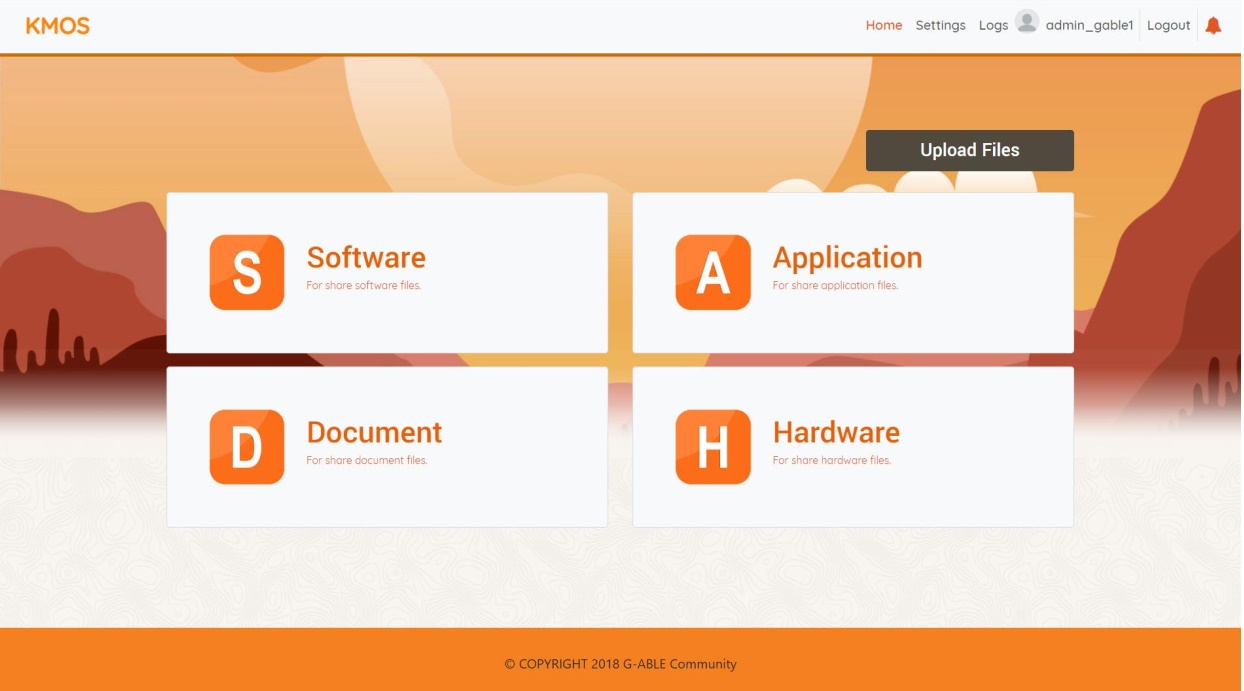 KMOS
Home Settings Logs admin_gable1 Logout
Upload Files
S Software
For share software files.
A Application
For share application files.
D Document
For share document files.
H Hardware
For share hardware files.
© COPYRIGHT 2018 G-ABLE Community